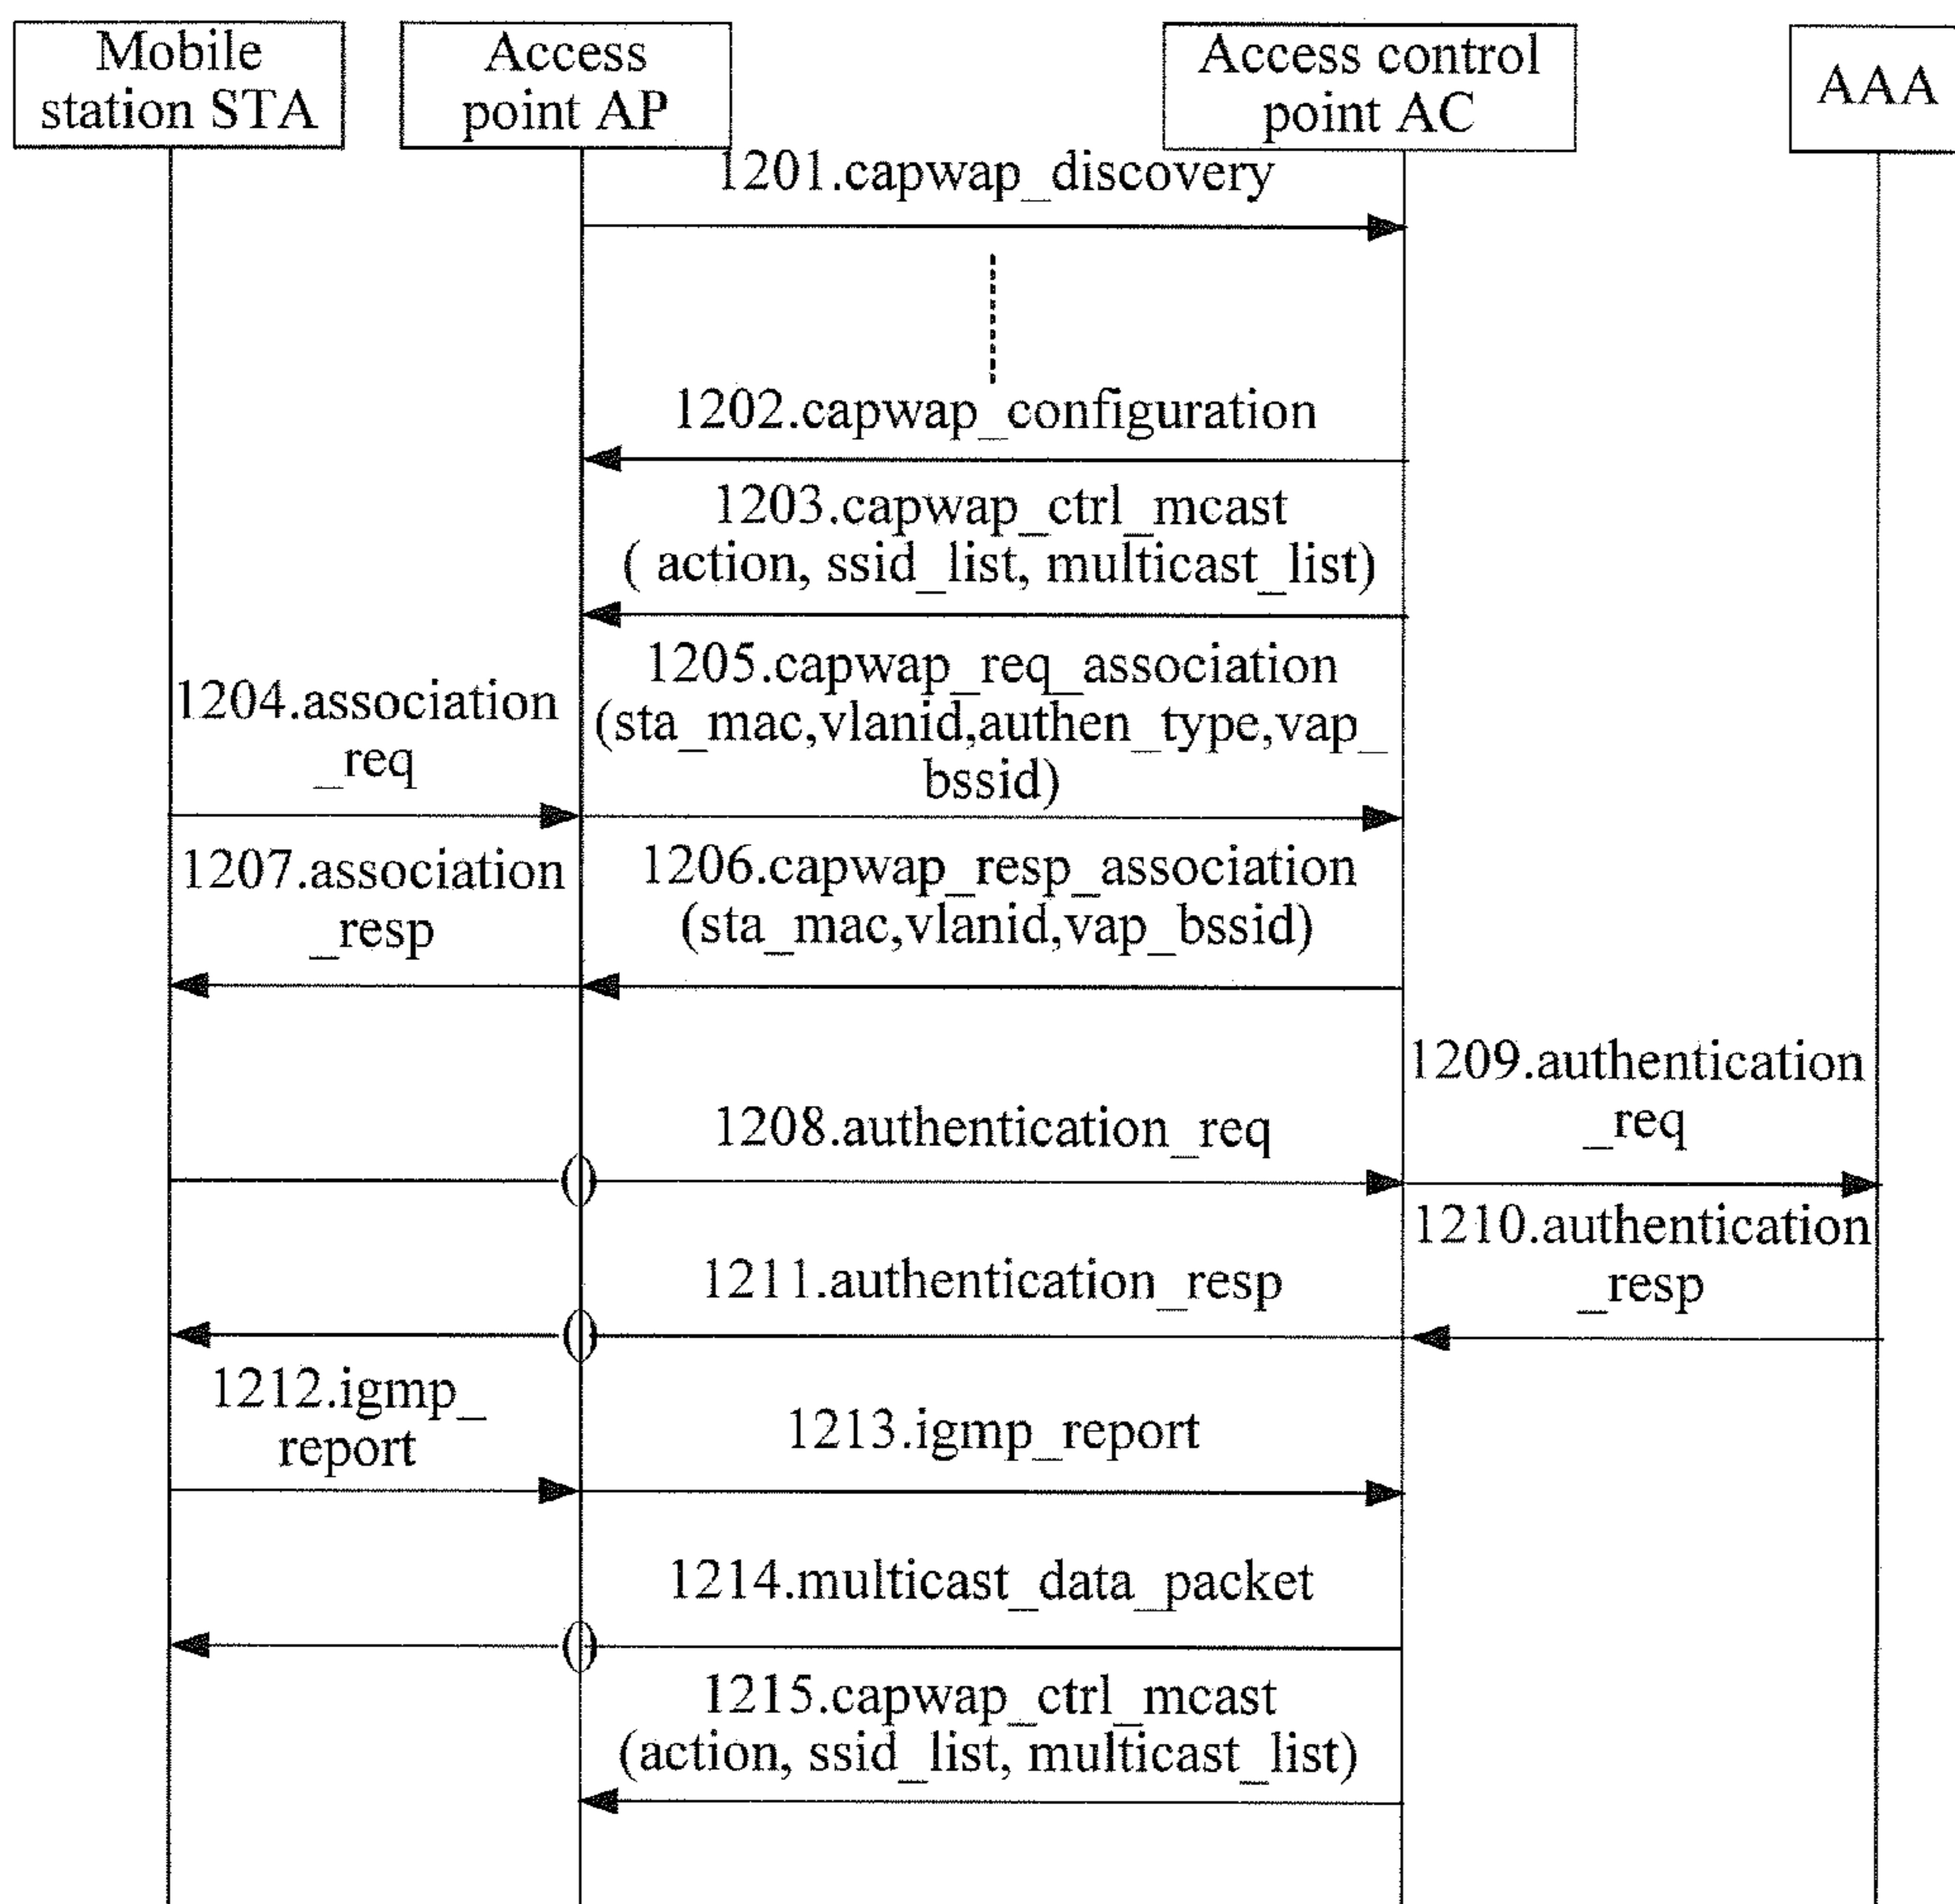 Mobile
station STA
Access
point AP
Access control
point AC
AAA
1201.capwap_discovery
1202.capwap_configuration
1203.capwap_ctrl_mcast
( action, ssid_list, multicast_list)
1204.association
_req
1205.capwap_req_association
(sta_mac,vlanid,authen_type,vap_
bssid)
1207.association
_resp
1206.capwap_resp_association
(sta_mac,vlanid,vap_bssid)
1208.authentication_req
1209.authentication
_req
1210.authentication
_resp
1211.authentication_resp
1212.igmp_
report
1213.igmp_report
1214.multicast_data_packet
1215.capwap_ctrl_mcast
(action, ssid_list, multicast_list)